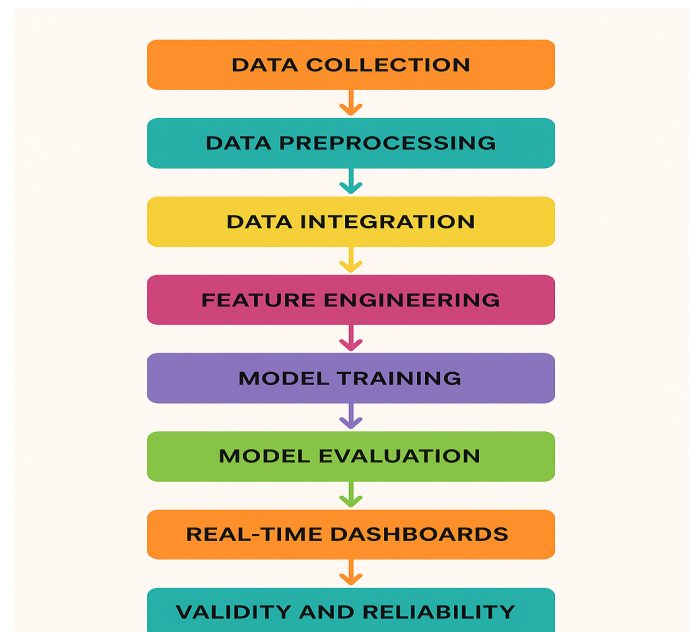 DATA COLLECTION
DATA PREPROCESSING
DATA INTEGRATION
FEATURE ENGINEERING
MODEL TRAINING
MODEL EVALUATION
REAL-TIME DASHBOARDS
VALIDITY AND RELIABILITY